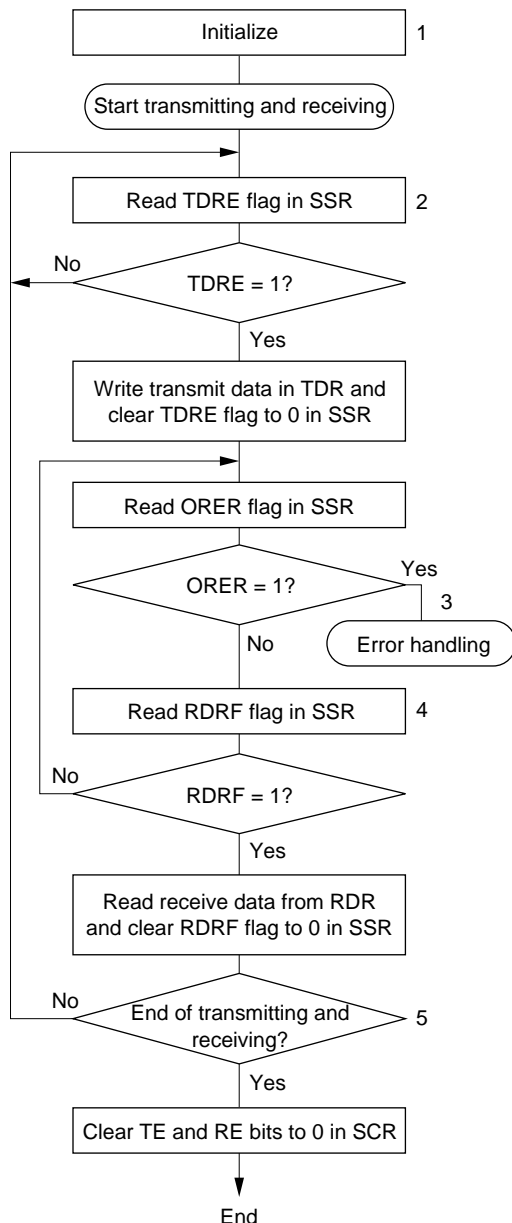 Initialize
1
Start transmitting and receiving
Read TDRE flag in SSR
2
No
TDRE = 1?
Yes
Write transmit data in TDR and
clear TDRE flag to 0 in SSR
Read ORER flag in SSR
Yes
ORER = 1?
3
Error handling
No
Read RDRF flag in SSR
4
No
RDRF = 1?
Yes
Read receive data from RDR
and clear RDRF flag to 0 in SSR
No
End of transmitting and
receiving?
5
Yes
Clear TE and RE bits to 0 in SCR
End